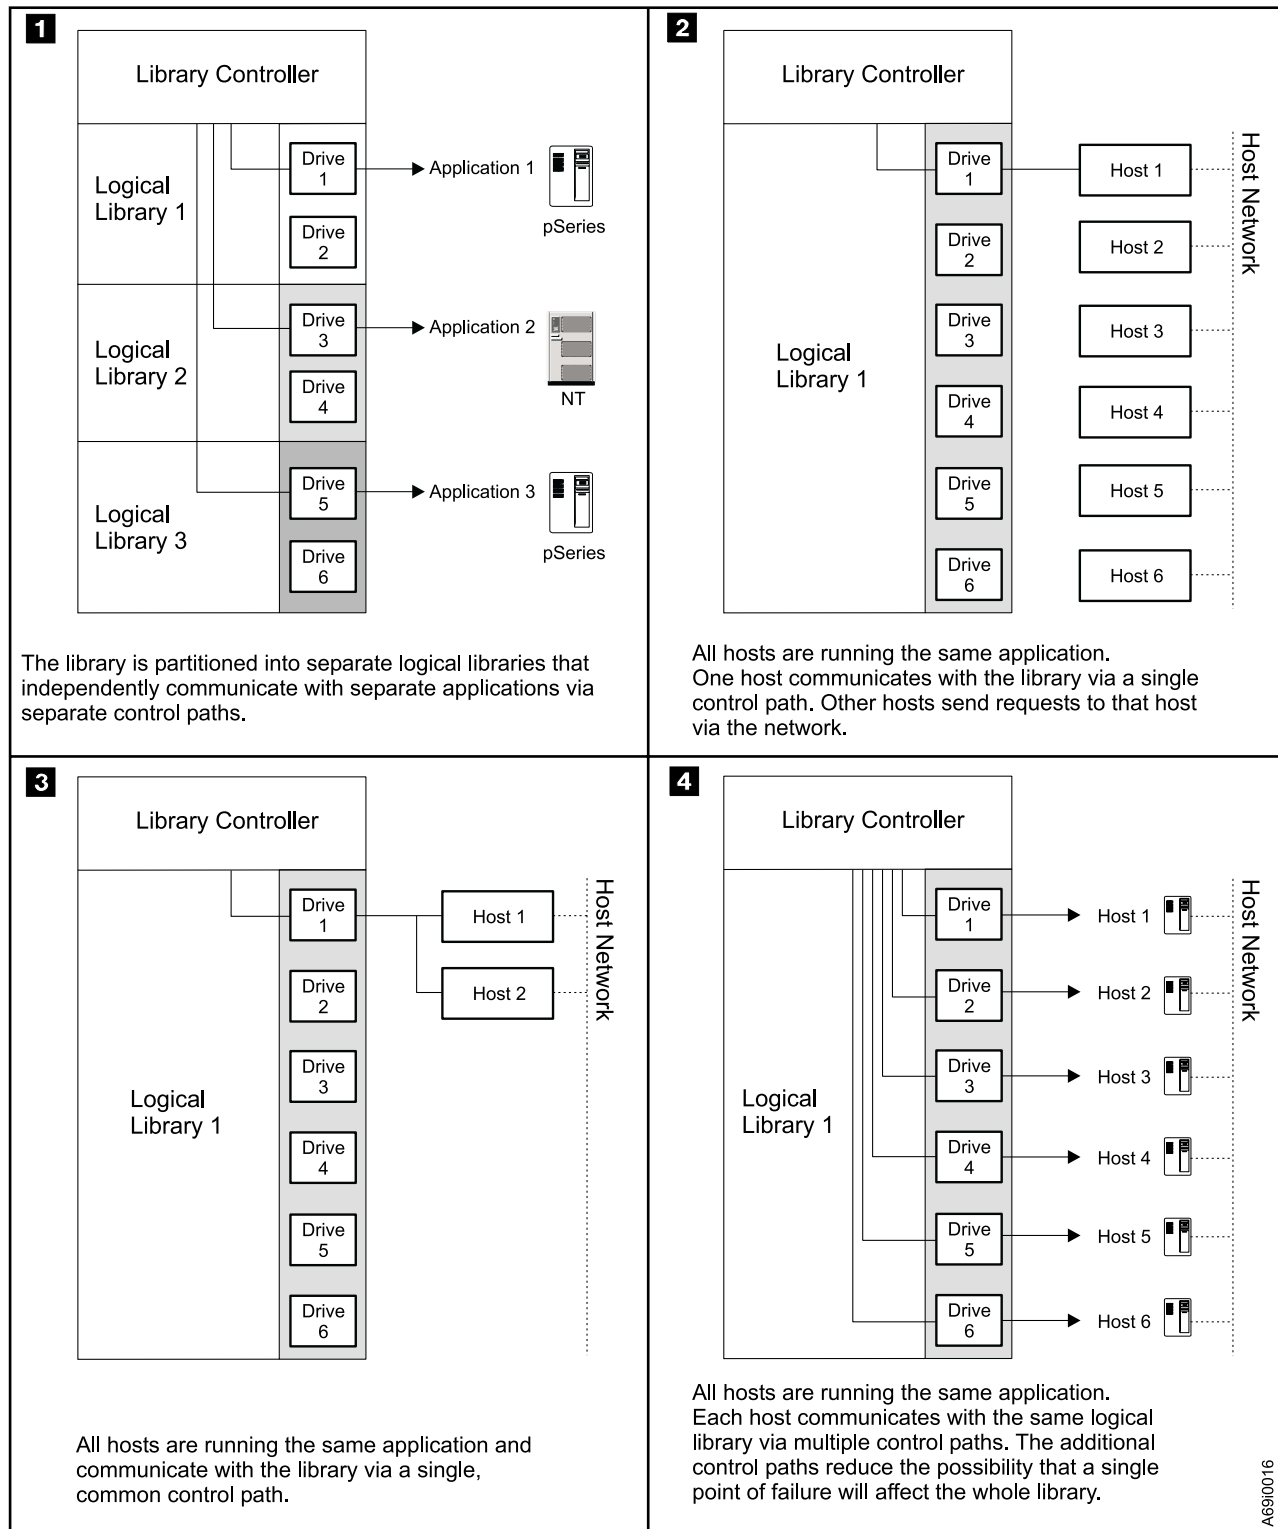 1
Library Controller
Logical
Library 1
Drive
1
Drive
2
Application 1
pSeries
Logical
Library 2
Drive
3
Drive
4
Application 2
NT
Logical
Library 3
Drive
5
Drive
6
Application 3
pSeries
The library is partitioned into separate logical libraries that
independently communicate with separate applications via
separate control paths.
2
Library Controller
Logical
Library 1
Drive
1
Drive
2
Drive
3
Drive
4
Drive
5
Drive
6
Host 1
Host 2
Host 3
Host 4
Host 5
Host 6
Host Network
All hosts are running the same application.
One host communicates with the library via a single
control path. Other hosts send requests to that host
via the network.
3
Library Controller
Logical
Library 1
Drive
1
Drive
2
Drive
3
Drive
4
Drive
5
Drive
6
Host 1
Host 2
Host Network
All hosts are running the same application and
communicate with the library via a single,
common control path.
4
Library Controller
Logical
Library 1
Drive
1
Drive
2
Drive
3
Drive
4
Drive
5
Drive
6
Host 1
Host 2
Host 3
Host 4
Host 5
Host 6
Host Network
All hosts are running the same application.
Each host communicates with the same logical
library via multiple control paths. The additional
control paths reduce the possibility that a single
point of failure will affect the whole library.
A69i0016